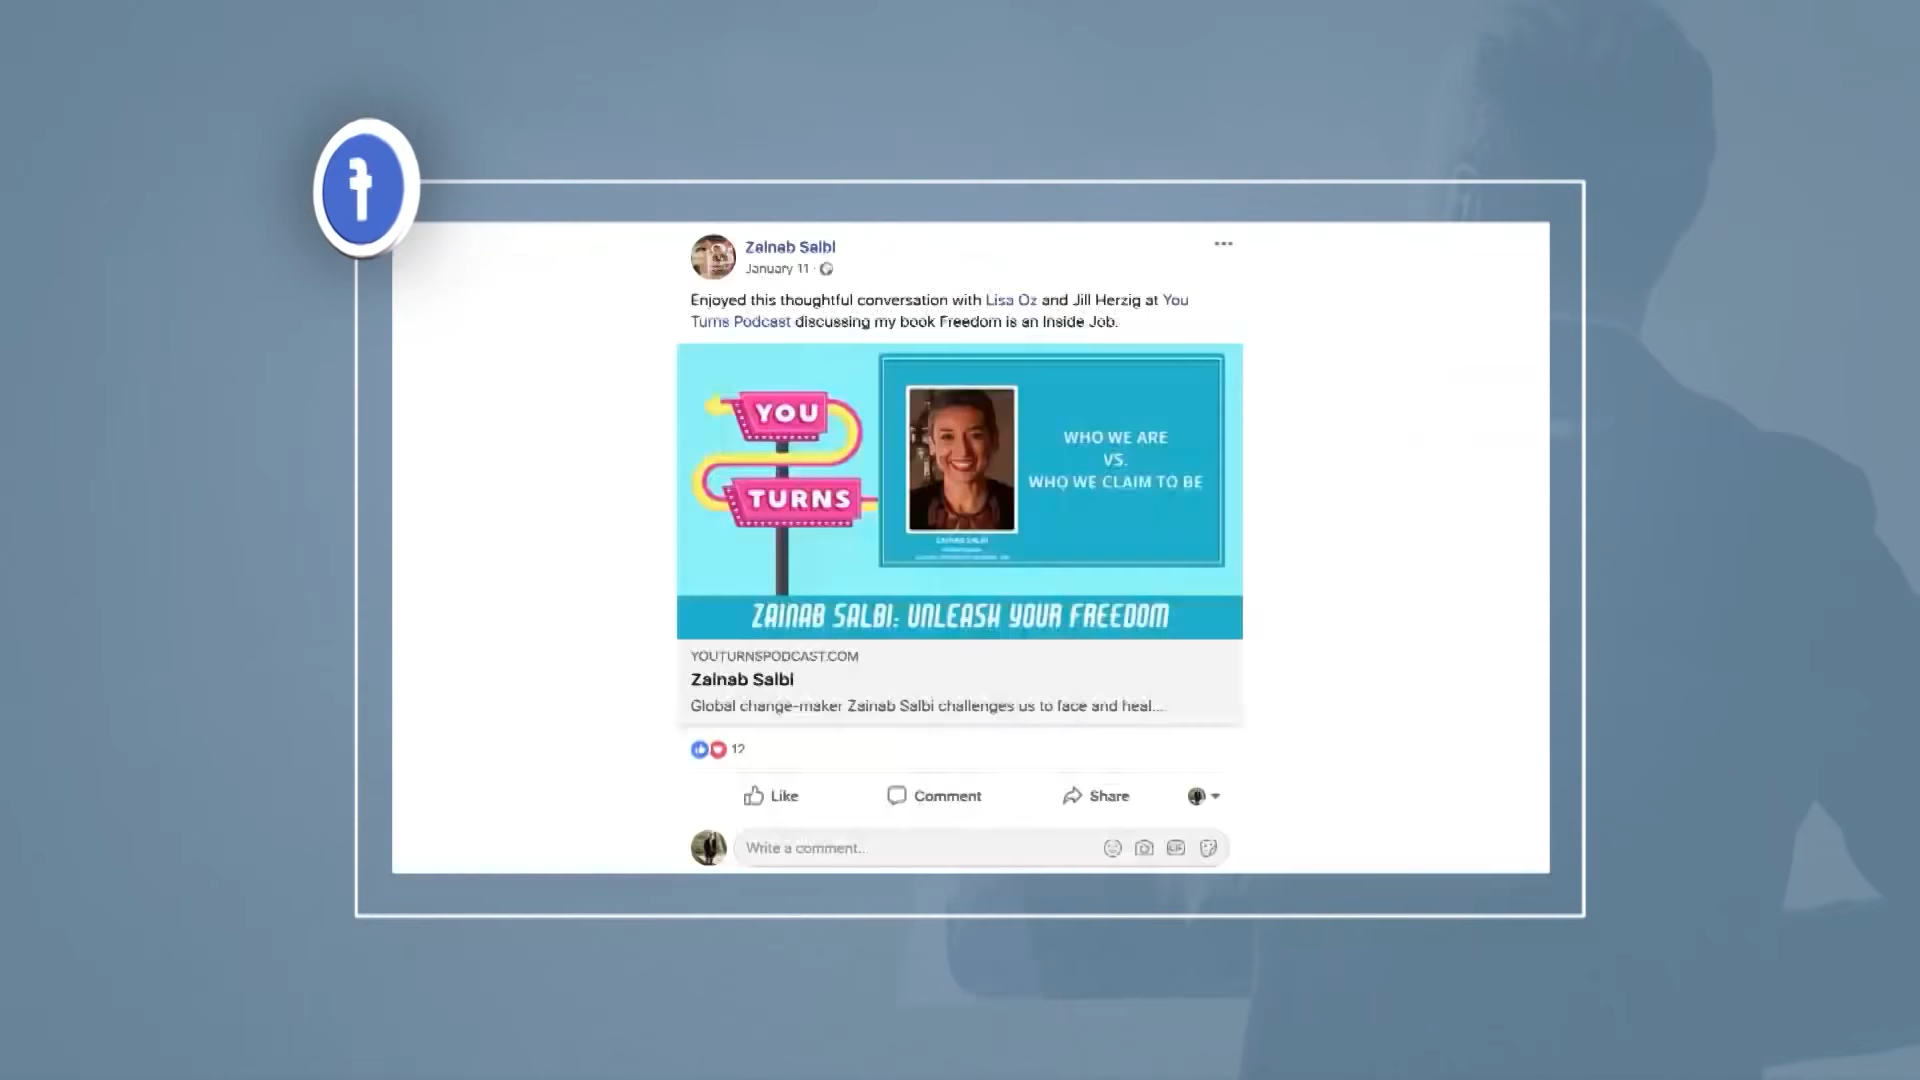 Zainab Salbi
January 11
Enjoyed this thoughtful conversation with Lisa Oz and Jill Herzig at You
Turns Podcast discussing my book Freedom is an Inside Job.
YOU
TURNS
WHO WE ARE
VS.
WHO WE CLAIM TO BE
ZAINAB SALBI
ZAINAB SALBI: UNLEASH YOUR FREEDOM
YOUTURNSPODCAST.COM
Zainab Salbi
Global change-maker Zainab Salbi challenges us to face and heal...
12
Like
Comment
Share
Write a comment...
GIF